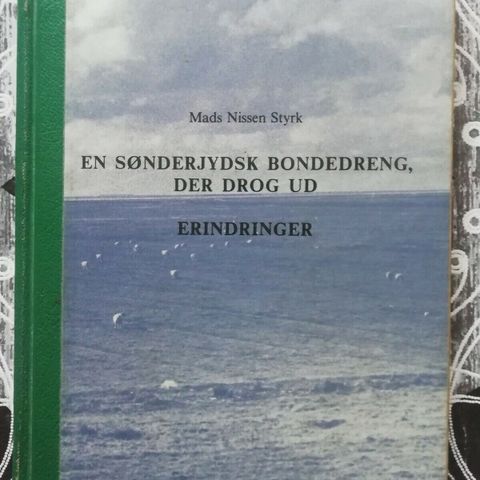 Mads Nissen Styrk
EN SØNDERJYDSK BONDEDRENG,
DER DROG UD
ERINDRINGER